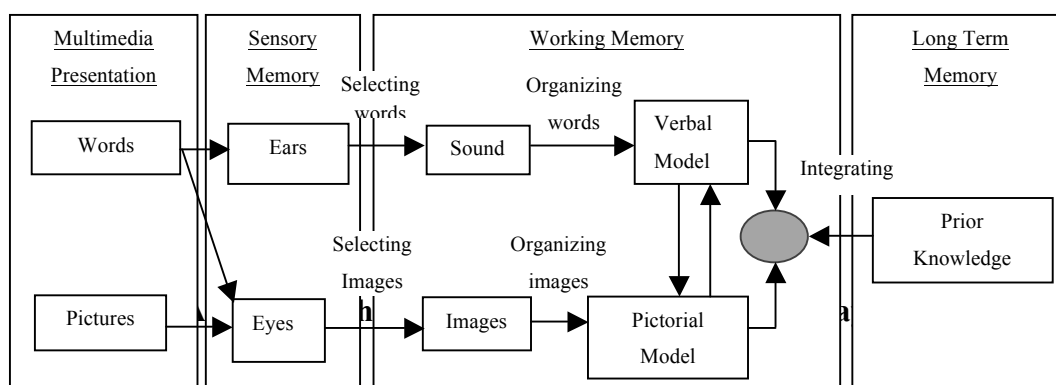 Multimedia
Presentation
Sensory
Memory
Working Memory
Long Term
Memory
Selecting
words
Organizing
words
Words
Ears
Sound
Verbal
Model
Integrating
Selecting
Images
Organizing
images
Prior
Knowledge
Pictures
Eyes
Images
Pictorial
Model
h
a